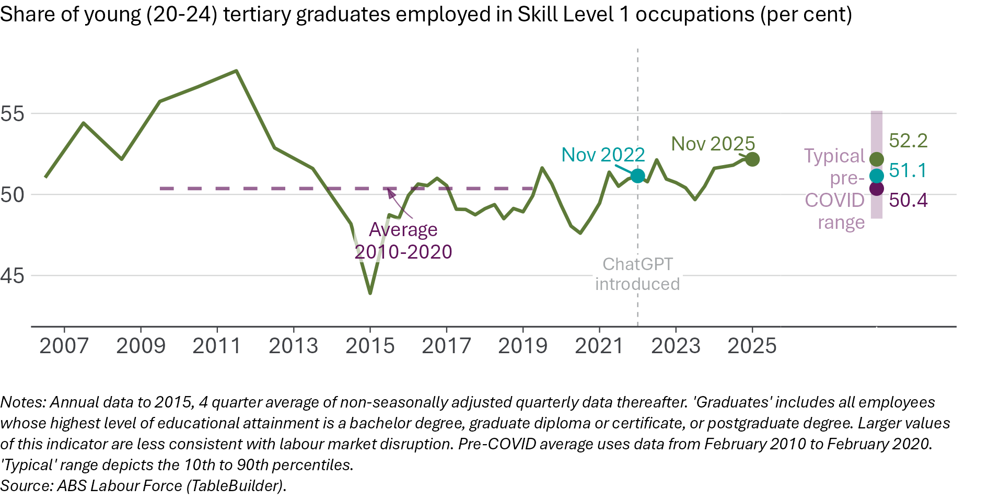 Share of young (20-24) tertiary graduates employed in Skill Level 1 occupations (per cent)
55
50
45
Nov 2022
Nov 2025
Average
2010-2020
ChatGPT
introduced
Typical
pre-
COVID
range
52.2
51.1
50.4
2007 2009 2011 2013 2015 2017 2019 2021 2023 2025
Notes: Annual data to 2015, 4 quarter average of non-seasonally adjusted quarterly data thereafter. 'Graduates' includes all employees
whose highest level of educational attainment is a bachelor degree, graduate diploma or certificate, or postgraduate degree. Larger values
of this indicator are less consistent with labour market disruption. Pre-COVID average uses data from February 2010 to February 2020.
'Typical' range depicts the 10th to 90th percentiles.
Source: ABS Labour Force (TableBuilder).